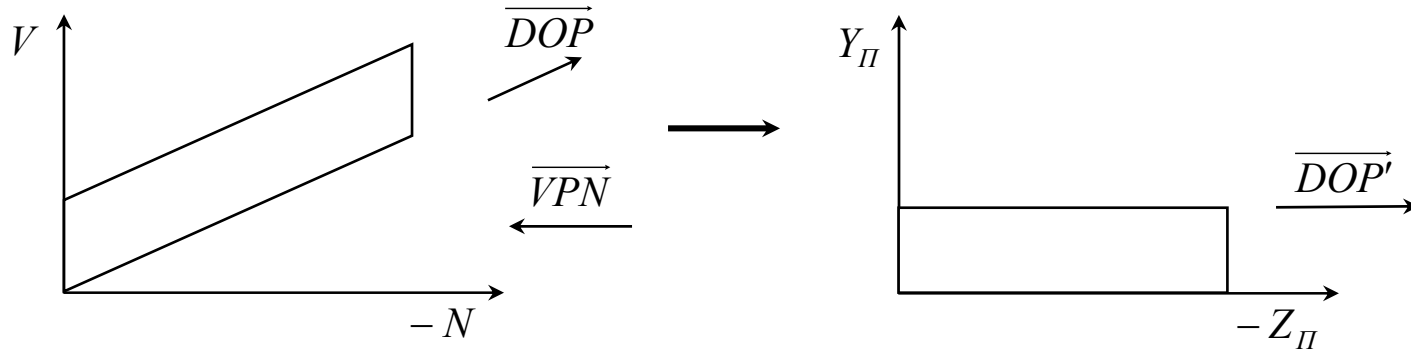 V
DOP
VPN
– N
Y_П
DOP'
– Z_П